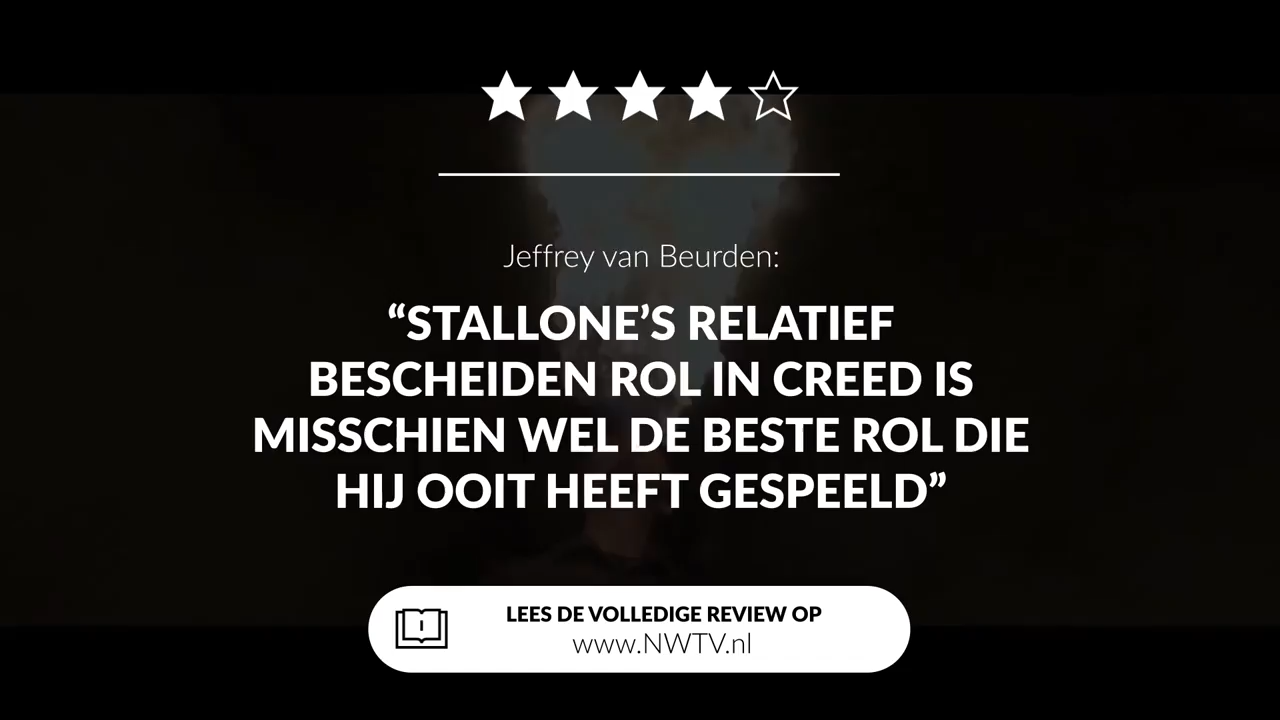 Jeffrey van Beurden:
“STALLONE’S RELATIEF
BESCHEIDEN ROL IN CREED IS
MISSCHIEN WEL DE BESTE ROL DIE
HIJ OOIT HEEFT GESPEELD”
LEES DE VOLLEDIGE REVIEW OP
www.NWTV.nl